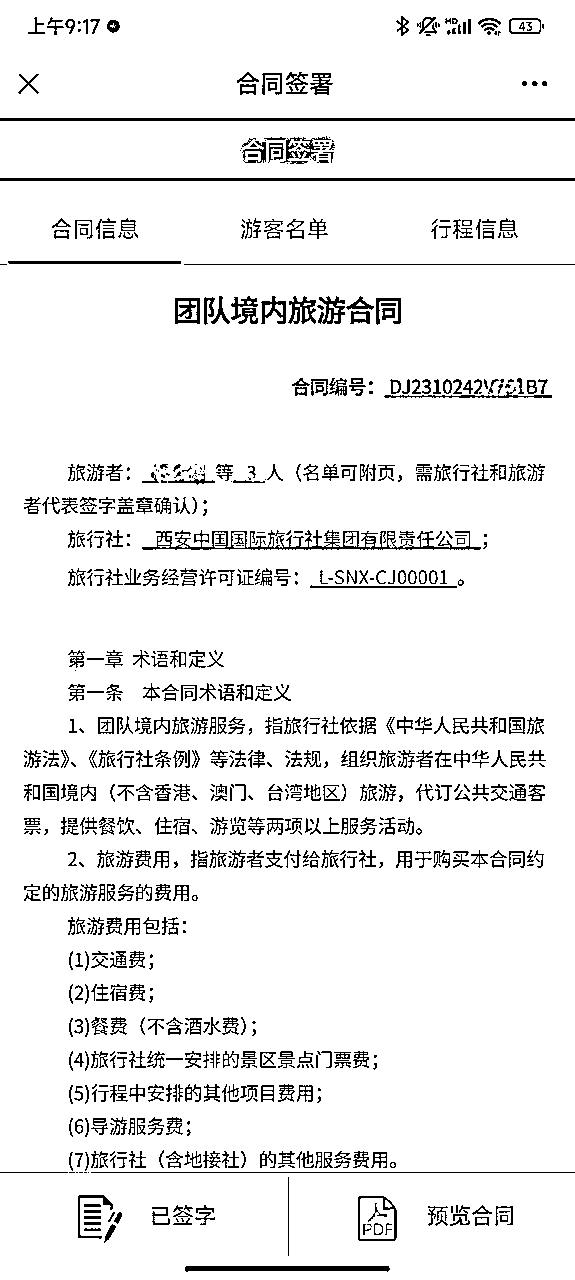 上午9:17
HD
43
合同签署
合同签署
合同信息 游客名单 行程信息
团队境内旅游合同
合同编号：
旅游者： 等 3 人（名单可附页，需旅行社和旅游
者代表签字盖章确认）；
旅行社： 西安中国国际旅行社集团有限责任公司 ；
旅行社业务经营许可证编号： L-SNX-CJ00001 。
第一章 术语和定义
第一条 本合同术语和定义
1、团队境内旅游服务，指旅行社依据《中华人民共和国旅
游法》、《旅行社条例》等法律、法规，组织旅游者在中华人民共
和国境内（不含香港、澳门、台湾地区）旅游，代订公共交通客
票，提供餐饮、住宿、游览等两项以上服务活动。
2、旅游费用，指旅游者支付给旅行社，用于购买本合同约
定的旅游服务的费用。
旅游费用包括：
(1)交通费；
(2)住宿费；
(3)餐费（不含酒水费）；
(4)旅行社统一安排的景区景点门票费；
(5)行程中安排的其他项目费用；
(6)导游服务费；
(7)旅行社（含地接社）的其他服务费用。
已签字 PDF 预览合同